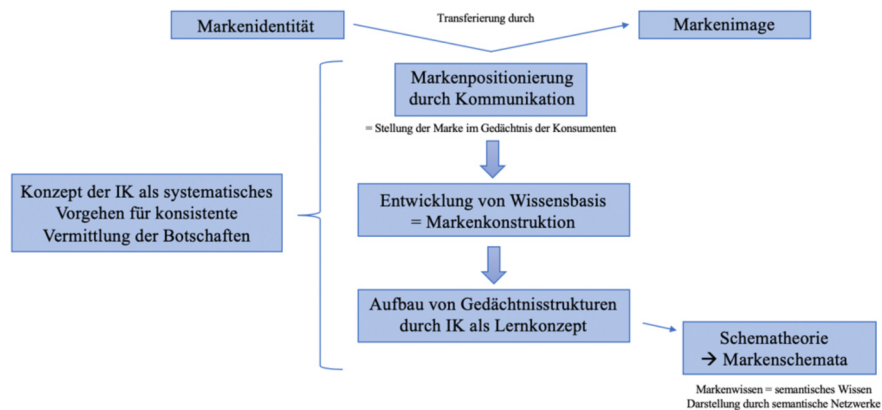 Transferierung durch
Markenidentität
Markenimage
Markenpositionierung
durch Kommunikation
= Stellung der Marke im Gedächtnis der Konsumenten
Konzept der IK als systematisches
Vorgehen für konsistente
Vermittlung der Botschaften
Entwicklung von Wissensbasis
= Markenkonstruktion
Aufbau von Gedächtnisstrukturen
durch IK als Lernkonzept
Schematheorie
→ Markenschemata
Markenwissen = semantisches Wissen
Darstellung durch semantische Netzwerke